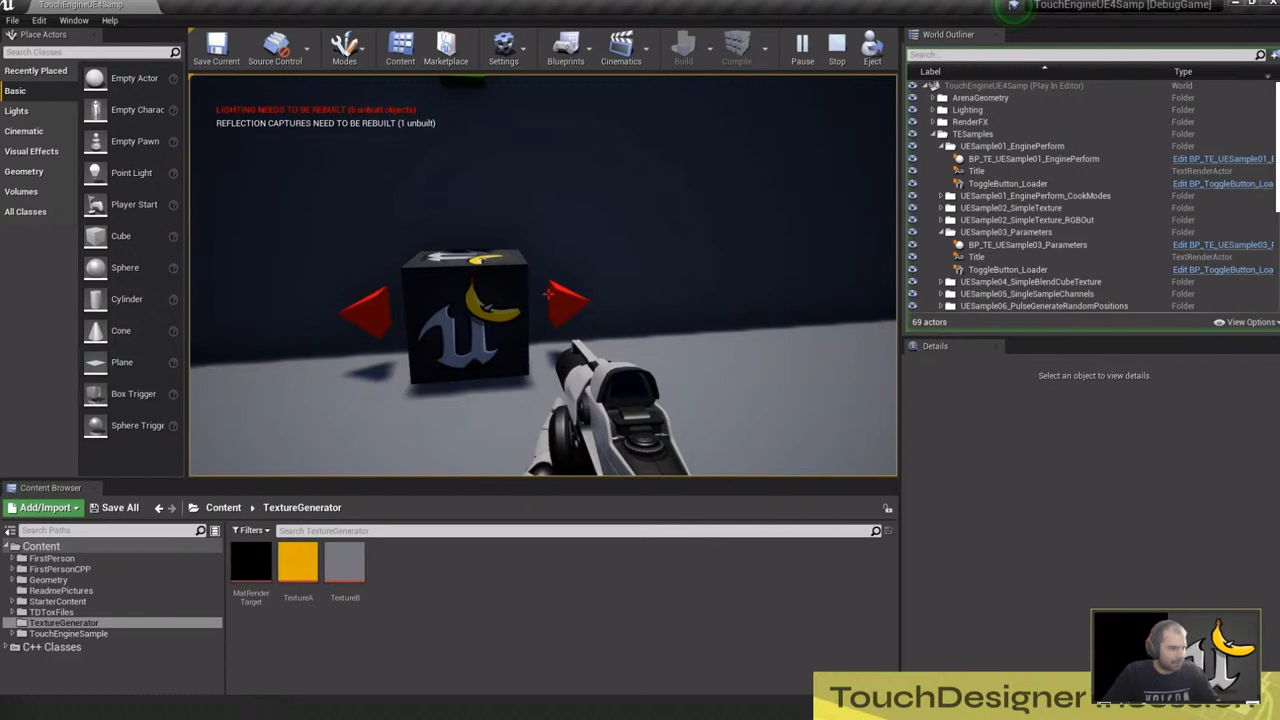 TouchEngineUE4Samp
TouchEngineUE4Samp [DebugGame]
File Edit Window Help
Place Actors
Search Classes
Recently Placed
Basic
Lights
Cinematic
Visual Effects
Geometry
Volumes
All Classes
Empty Actor
Empty Charac
Empty Pawn
Point Light
Player Start
Cube
Sphere
Cylinder
Cone
Plane
Box Trigger
Sphere Trigge
Save Current
Source Control
Modes
Content
Marketplace
Settings
Blueprints
Cinematics
Build
Compile
Pause
Stop
Eject
LIGHTING NEEDS TO BE REBUILT (6 unbuilt objects)
REFLECTION CAPTURES NEED TO BE REBUILT (1 unbuilt)
World Outliner
Search...
Label Type
TouchEngineUE4Samp (Play In Editor) World
ArenaGeometry Folder
Lighting Folder
RenderFX Folder
TESamples Folder
UESample01_EnginePerform Folder
BP_TE_UESample01_EnginePerform Edit BP_TE_UESample01_E
Title TextRenderActor
ToggleButton_Loader Edit BP_ToggleButton_Loa
UESample01_EnginePerform_CookModes Folder
UESample02_SimpleTexture Folder
UESample02_SimpleTexture_RGBOut Folder
UESample03_Parameters Folder
BP_TE_UESample03_Parameters Edit BP_TE_UESample03_F
Title TextRenderActor
ToggleButton_Loader Edit BP_ToggleButton_Loa
UESample04_SimpleBlendCubeTexture Folder
UESample05_SingleSampleChannels Folder
UESample06_PulseGenerateRandomPositions Folder
69 actors View Options
Details
Select an object to view details.
Content Browser
Add/Import Save All Content TextureGenerator
Search Paths
Filters Search TextureGenerator
Content
FirstPerson
FirstPersonCPP
Geometry
ReadmePictures
StarterContent
TDToxFiles
TextureGenerator
TouchEngineSample
C++ Classes
MatRender
Target
TextureA
TextureB
VOLCOM
TouchDesigner